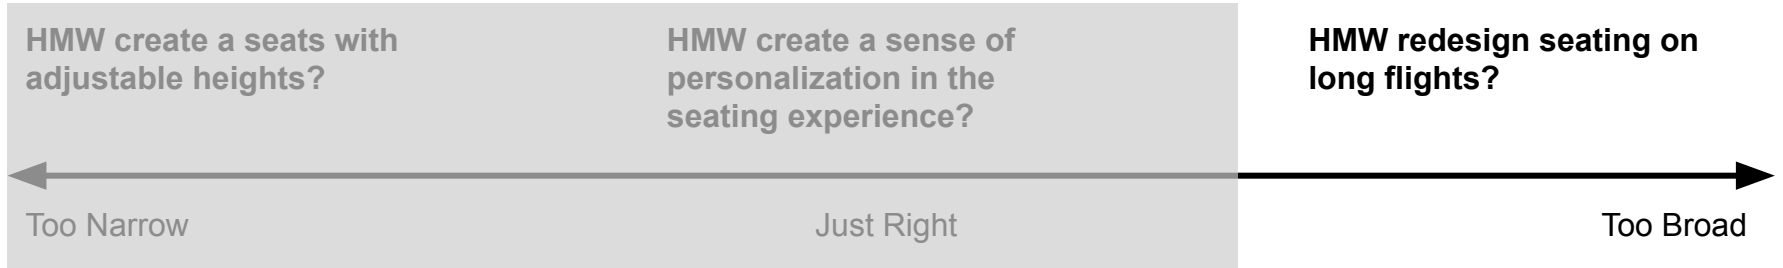 HMW create a seats with
adjustable heights?
HMW create a sense of
personalization in the
seating experience?
HMW redesign seating on
long flights?
Too Narrow
Just Right
Too Broad